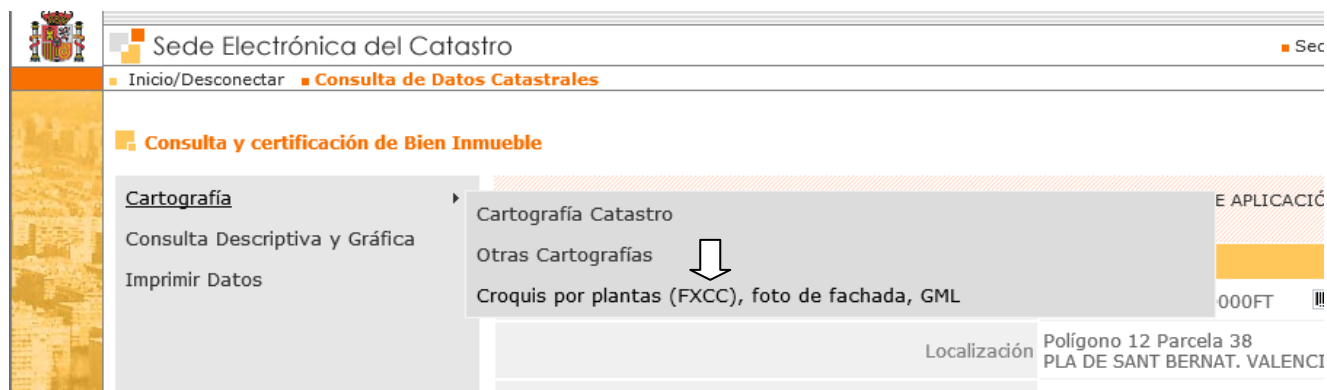 Sede Electrónica del Catastro
Inicio/Desconectar Consulta de Datos Catastrales
Consulta y certificación de Bien Inmueble
Cartografía
Consulta Descriptiva y Gráfica
Imprimir Datos
Cartografía Catastro
Otras Cartografías
Croquis por plantas (FXCC), foto de fachada, GML
E APLICACIÓ
000FT
Localización
Polígono 12 Parcela 38
PLA DE SANT BERNAT. VALENCI